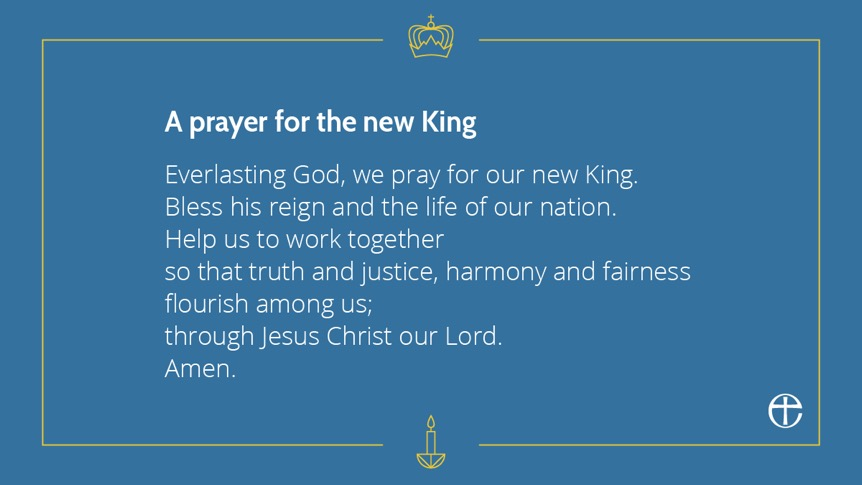 A prayer for the new King
Everlasting God, we pray for our new King.
Bless his reign and the life of our nation.
Help us to work together
so that truth and justice, harmony and fairness
flourish among us;
through Jesus Christ our Lord.
Amen.